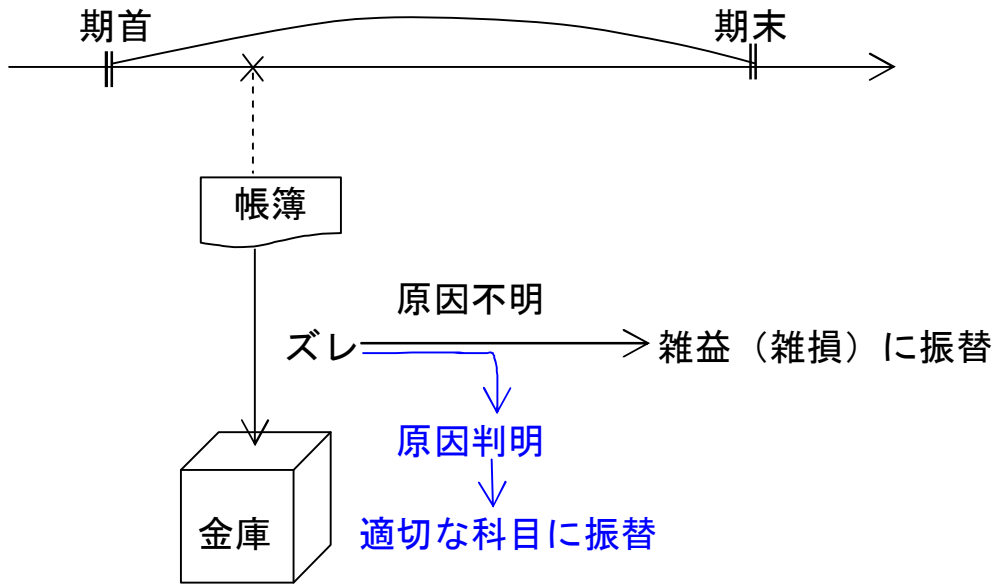 期首
期末
帳簿
原因不明
ズレ
雑益（雑損）に振替
原因判明
金庫
適切な科目に振替